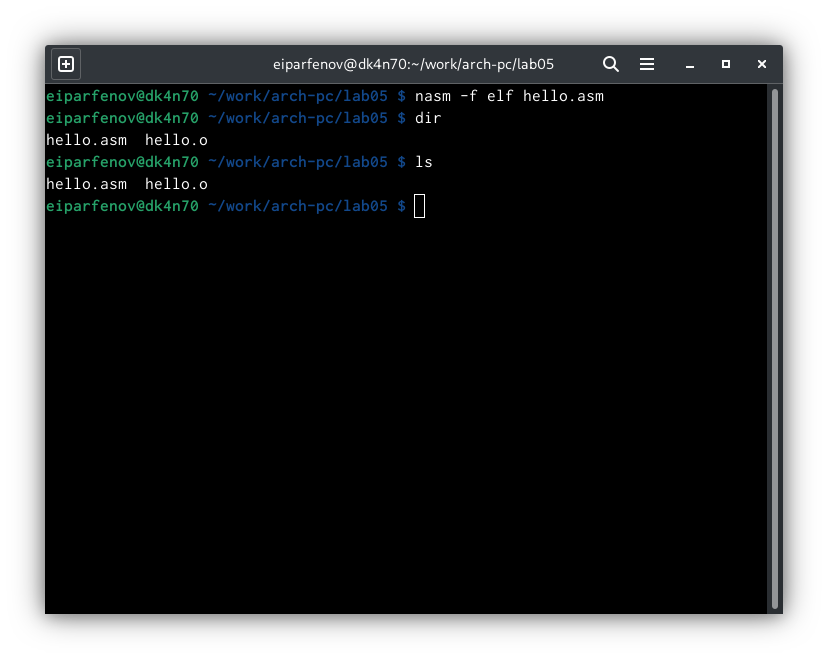 eiparfenov@dk4n70:~/work/arch-pc/lab05
eiparfenov@dk4n70 ~/work/arch-pc/lab05 $ nasm -f elf hello.asm
eiparfenov@dk4n70 ~/work/arch-pc/lab05 $ dir
hello.asm  hello.o
eiparfenov@dk4n70 ~/work/arch-pc/lab05 $ ls
hello.asm  hello.o
eiparfenov@dk4n70 ~/work/arch-pc/lab05 $